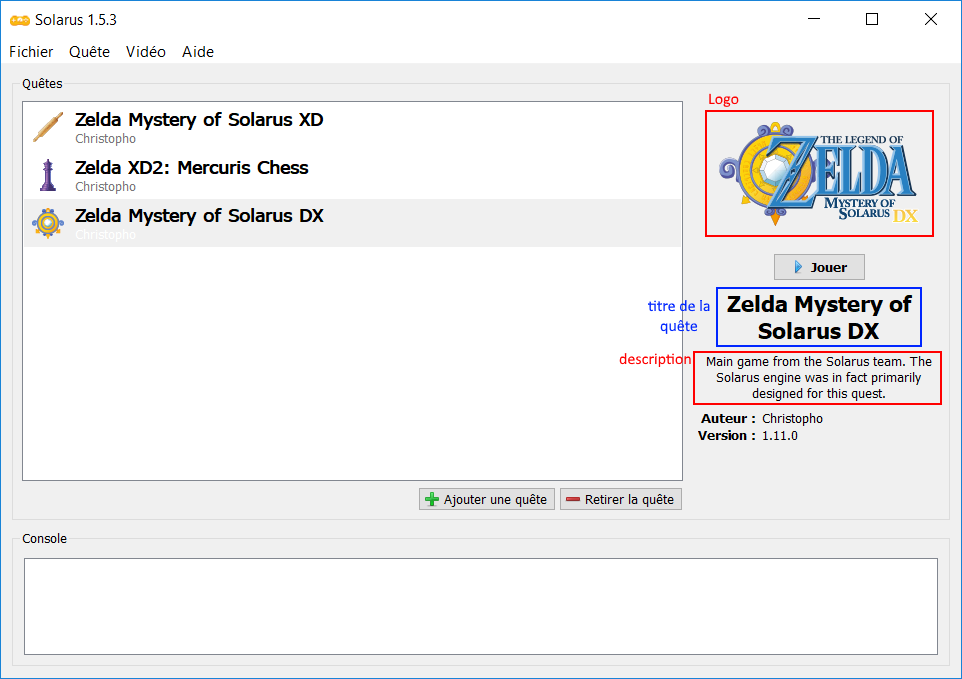 Solarus 1.5.3
Fichier Quête Vidéo Aide
Quêtes
Zelda Mystery of Solarus XD
Christopho
Zelda XD2: Mercuris Chess
Christopho
Zelda Mystery of Solarus DX
Christopho
Ajouter une quête
Retirer la quête
Logo
THE LEGEND OF
ZELDA
MYSTERY OF
SOLARUS DX
Jouer
titre de la
quête
Zelda Mystery of
Solarus DX
description
Main game from the Solarus team. The
Solarus engine was in fact primarily
designed for this quest.
Auteur : Christopho
Version : 1.11.0
Console